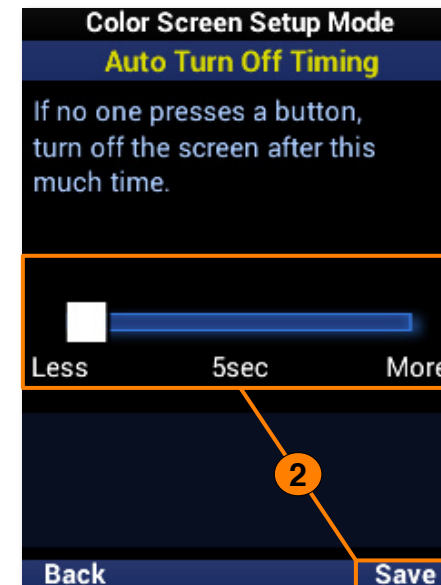 Color Screen Setup Mode
Auto Turn Off Timing
If no one presses a button,
turn off the screen after this
much time.
Less 5sec More
2
Back Save